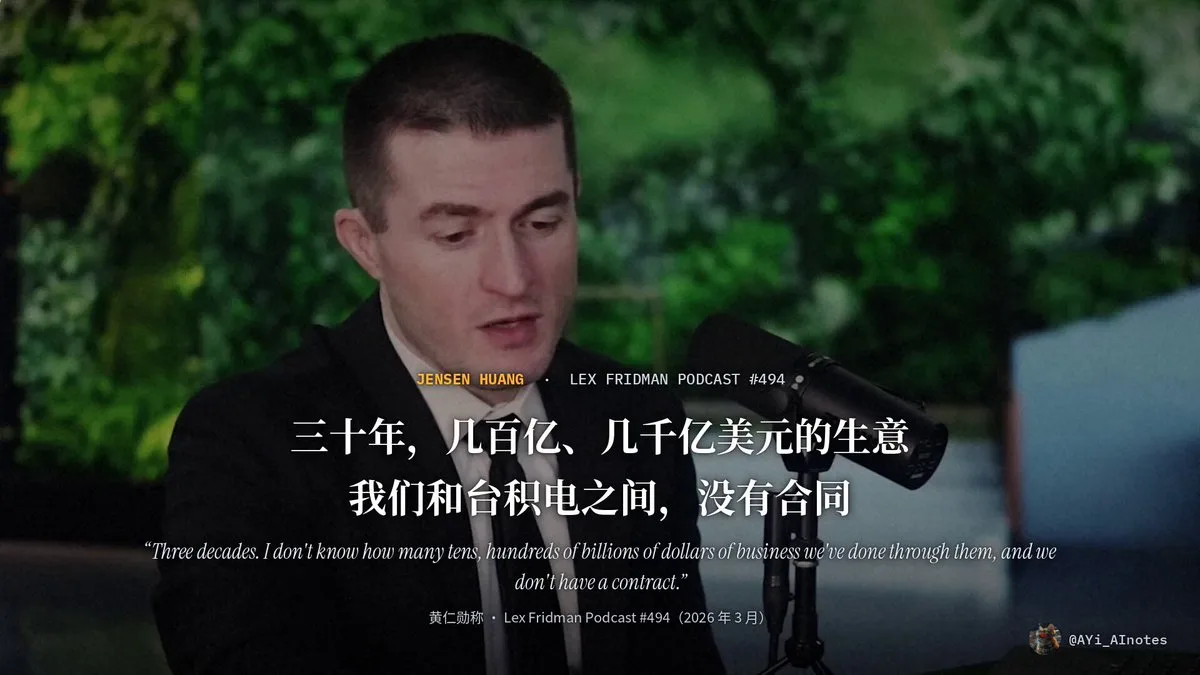 JENSEN HUANG · LEX FRIDMAN PODCAST #494
三十年，几百亿、几千亿美元的生意
我们和台积电之间，没有合同
“Three decades. I don't know how many tens, hundreds of billions of dollars of business we've done through them, and we
don't have a contract.”
黄仁勋称 · Lex Fridman Podcast #494（2026 年 3 月）
@AYi_AInotes